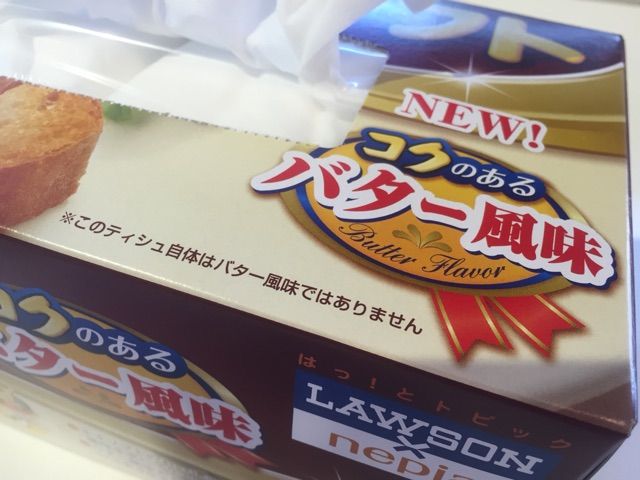 NEW!
コクのある
バター風味
Butter Flavor
※このティシュ自体はバター風味ではありません
コクのある
バター風味
はっ!とトピック
LAWSON
×
nepia